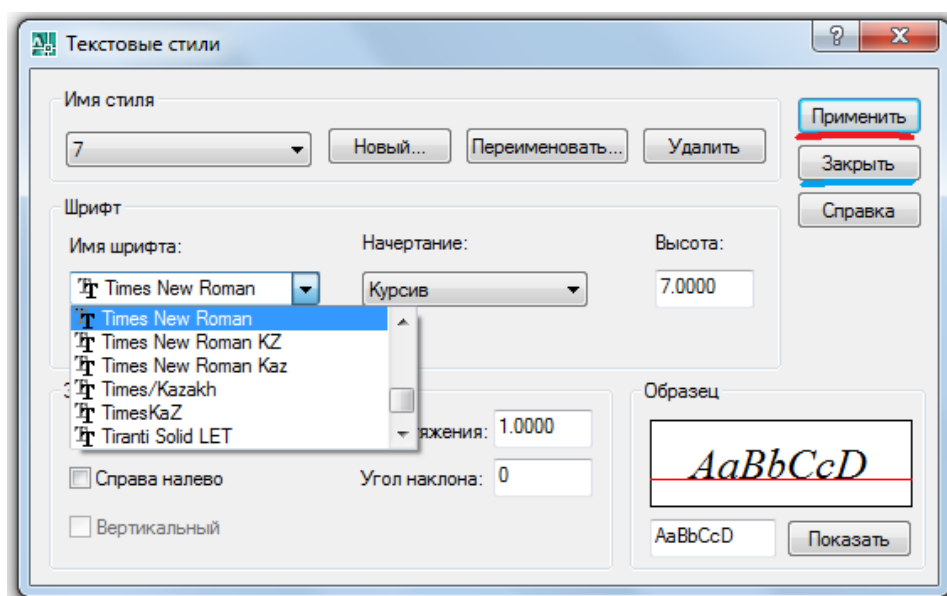 Текстовые стили
Имя стиля
7
Новый...
Переименовать...
Удалить
Применить
Закрыть
Справка
Шрифт
Имя шрифта:
Начертание:
Высота:
Times New Roman
Курсив
7.0000
Times New Roman
Times New Roman KZ
Times New Roman Kaz
Times/Kazakh
TimesKaZ
Tiranti Solid LET
тяжения:
1.0000
Справа налево
Угол наклона:
0
Вертикальный
Образец
AaBbCcD
AaBbCcD
Показать